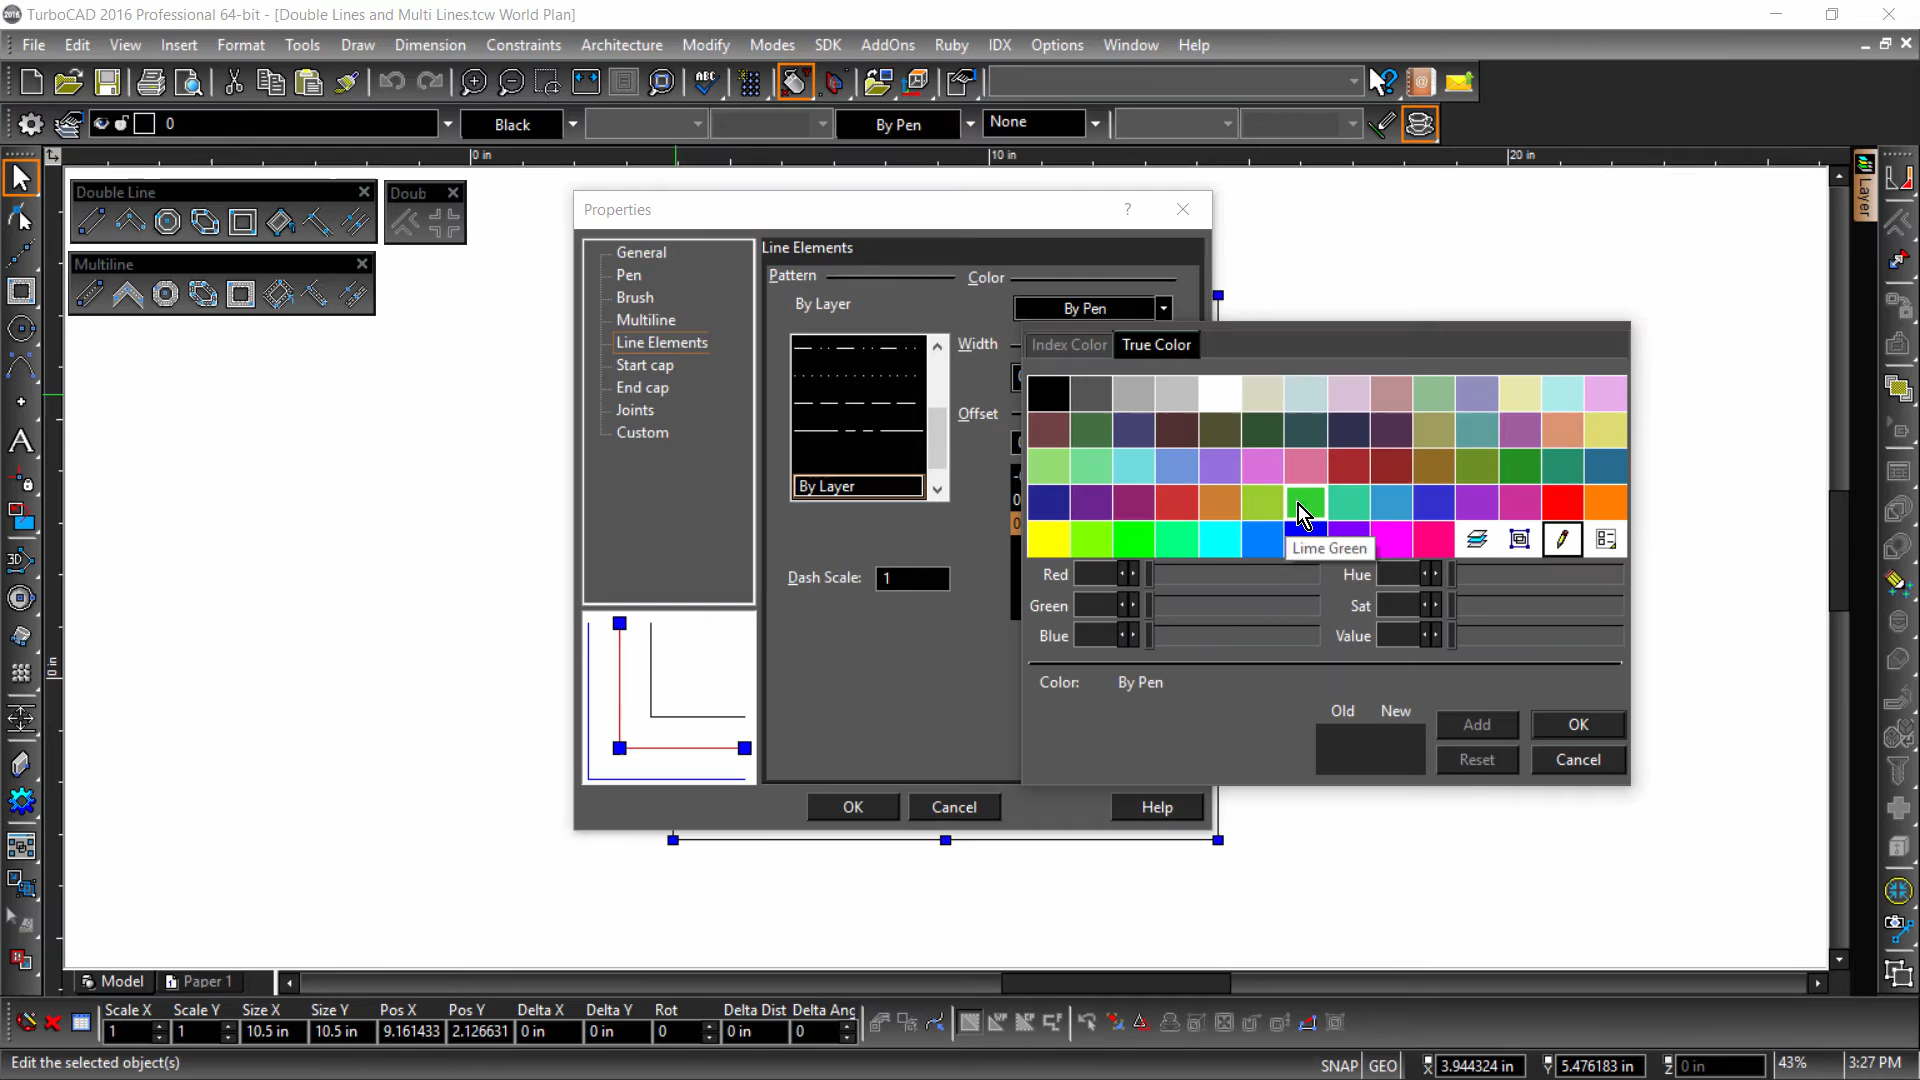 2016 TurboCAD 2016 Professional 64-bit - [Double Lines and Multi Lines.tcw World Plan]
File Edit View Insert Format Tools Draw Dimension Constraints Architecture Modify Modes SDK AddOns Ruby IDX Options Window Help
ABC
0 Black By Pen None
0 in 10 in 20 in
Layer
Double Line Doub
Multiline
Properties ?
General
Pen
Brush
Multiline
Line Elements
Start cap
End cap
Joints
Custom
Line Elements
Pattern Color
By Layer By Pen
Width
Offset
By Layer
Dash Scale: 1
Index Color True Color
Lime Green
Red Hue
Green Sat
Blue Value
Color: By Pen
Old New
Add OK
Reset Cancel
OK Cancel Help
3D
0 in
Model Paper 1
Scale X Scale Y Size X Size Y Pos X Pos Y Delta X Delta Y Rot Delta Dist Delta Ang
1 1 10.5 in 10.5 in 9.161433 2.126631 0 in 0 in 0 0 in 0
Edit the selected object(s)
SNAP GEO X 3.944324 in Y 5.476183 in Z 0 in 43% 3:27 PM